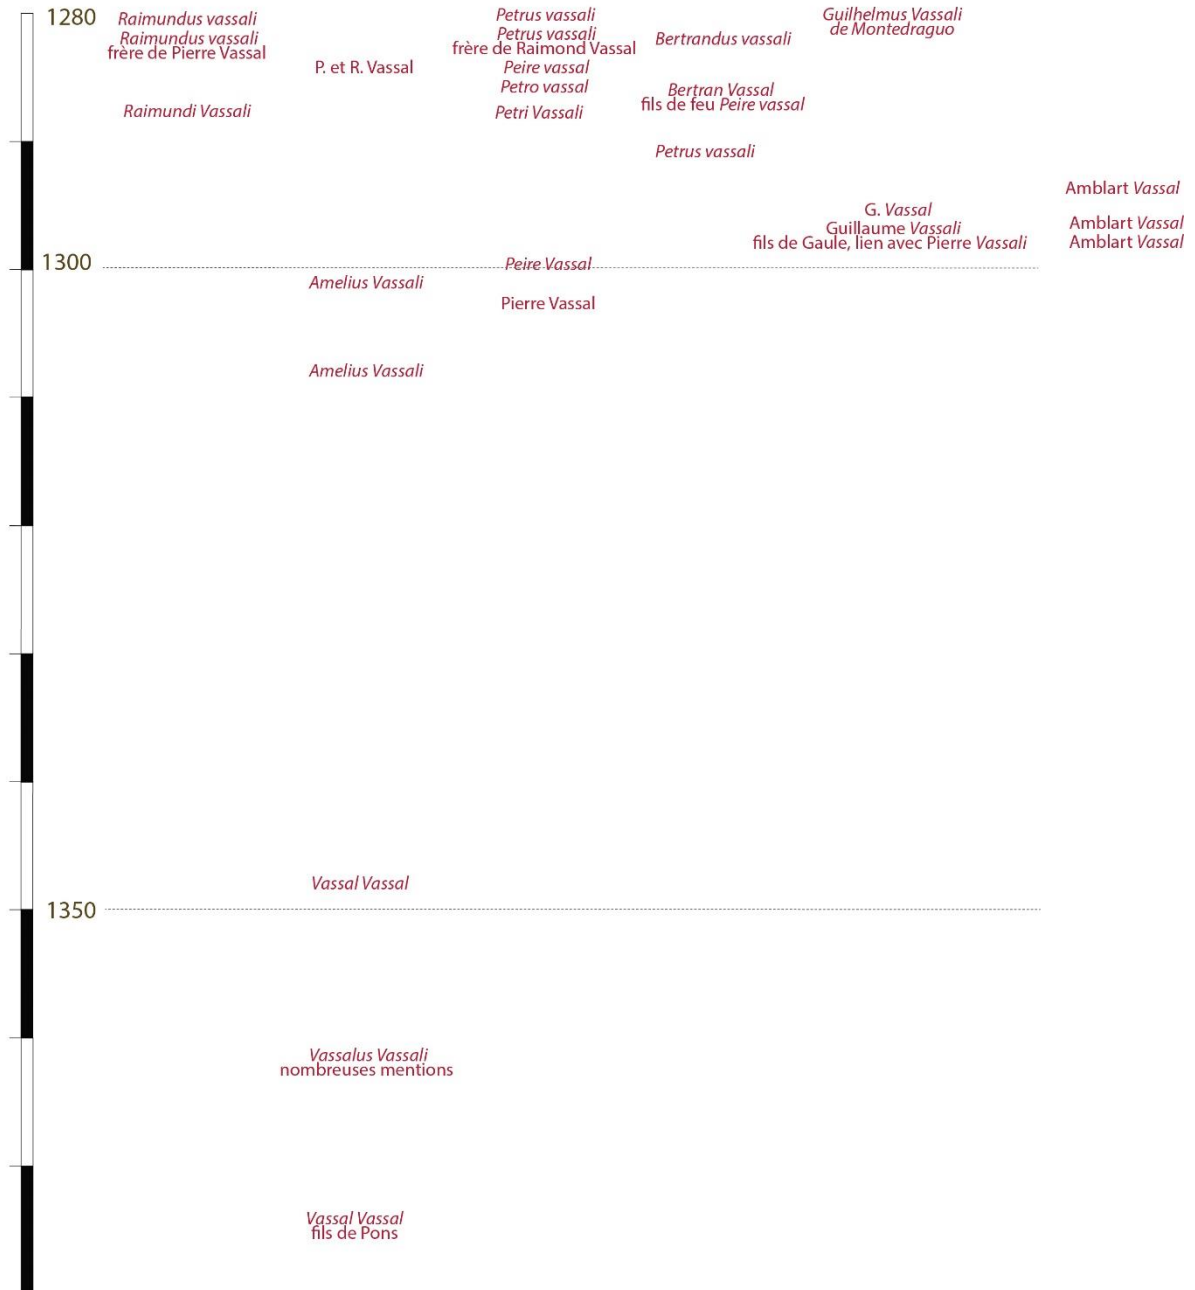 1280
Raimundus vassali
Raimundus vassali
frère de Pierre Vassal
P. et R. Vassal
Raimundi Vassali
Petrus vassali
Petrus vassali
frère de Raimond Vassal
Peire vassal
Petro vassal
Petri Vassali
Bertrandus vassali
Bertran Vassal
fils de feu Peire vassal
Petrus vassali
Guilhelmus Vassali
de Montedraguo
G. Vassal
Guillaume Vassali
fils de Gaule, lien avec Pierre Vassali
Amblart Vassal
Amblart Vassal
Amblart Vassal
1300
Peire Vassal
Amelius Vassali
Pierre Vassal
Amelius Vassali
Vassal Vassal
1350
Vassalus Vassali
nombreuses mentions
Vassal Vassal
fils de Pons